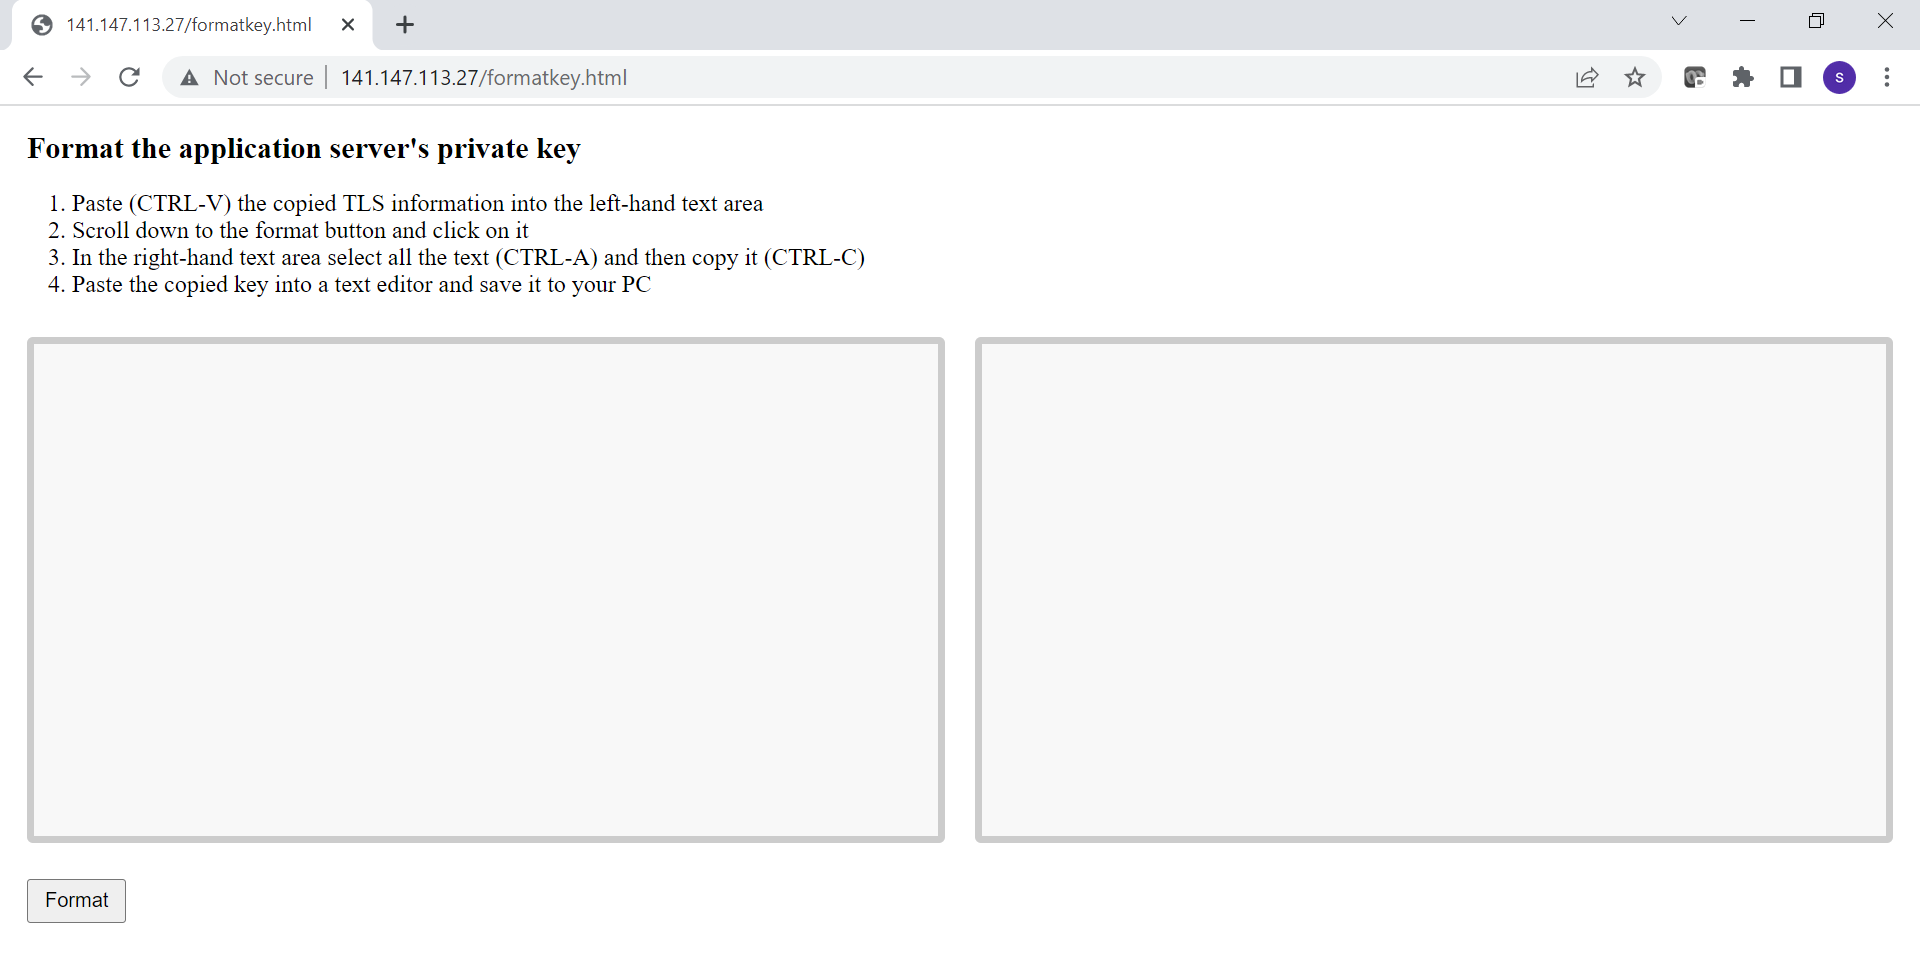 141.147.113.27/formatkey.html
Not secure 141.147.113.27/formatkey.html
S
Format the application server's private key
1. Paste (CTRL-V) the copied TLS information into the left-hand text area
2. Scroll down to the format button and click on it
3. In the right-hand text area select all the text (CTRL-A) and then copy it (CTRL-C)
4. Paste the copied key into a text editor and save it to your PC
Format